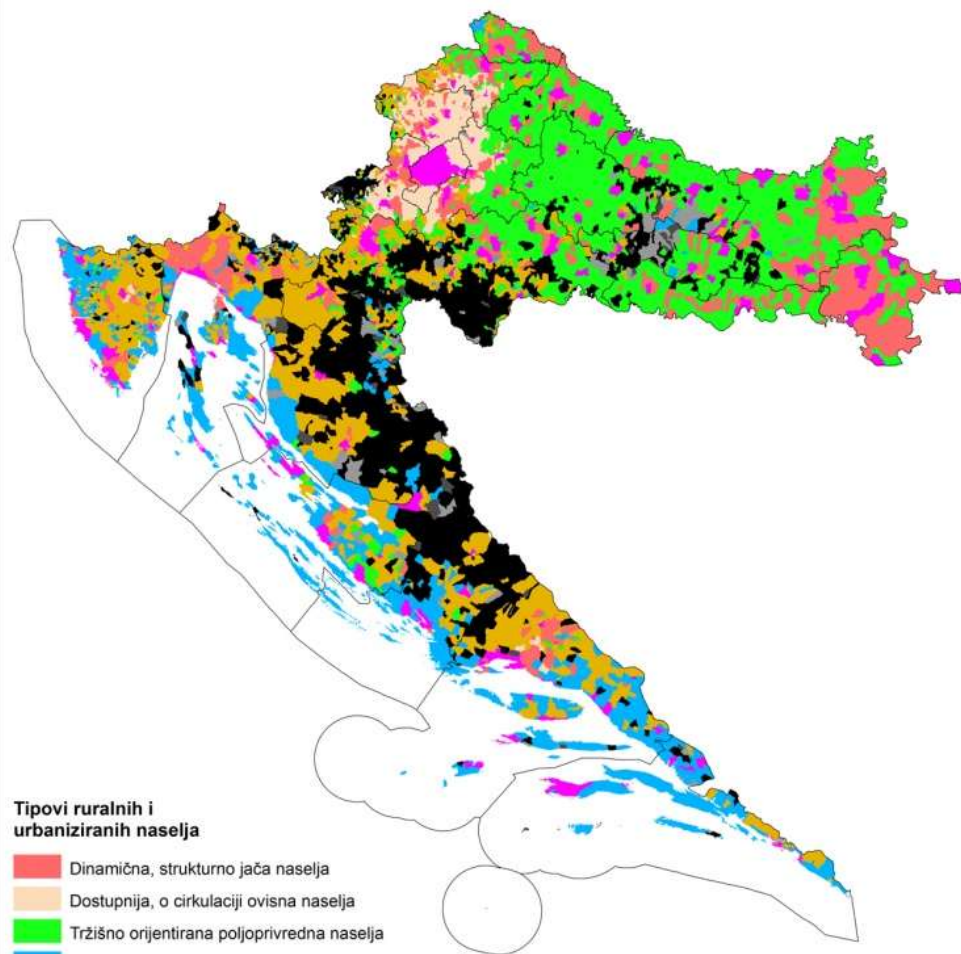 Tipovi ruralnih i
urbaniziranih naselja
Dinamična, strukturno jača naselja
Dostupnija, o cirkulaciji ovisna naselja
Tržišno orijentirana poljoprivredna naselja